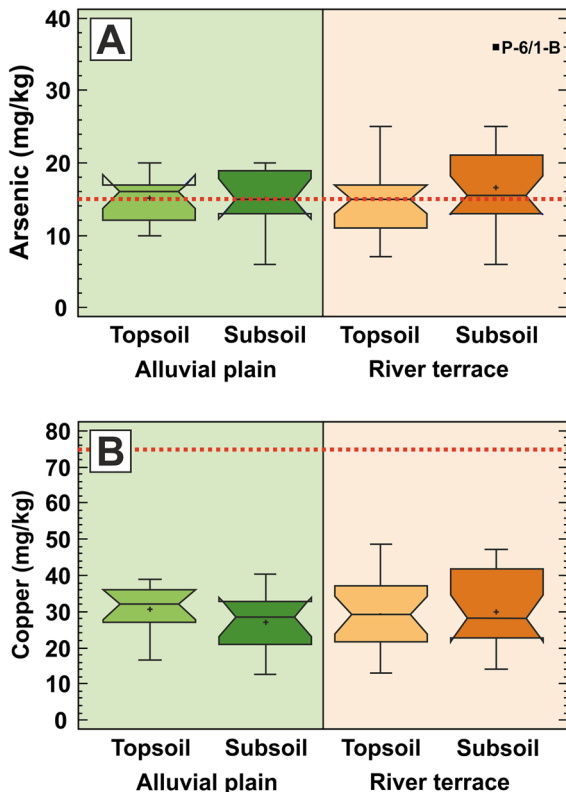 A
Arsenic (mg/kg)
40
30
20
10
0
P-6/1-B
Topsoil Subsoil Topsoil Subsoil
Alluvial plain River terrace
B
Copper (mg/kg)
80
70
60
50
40
30
20
10
0
Topsoil Subsoil Topsoil Subsoil
Alluvial plain River terrace